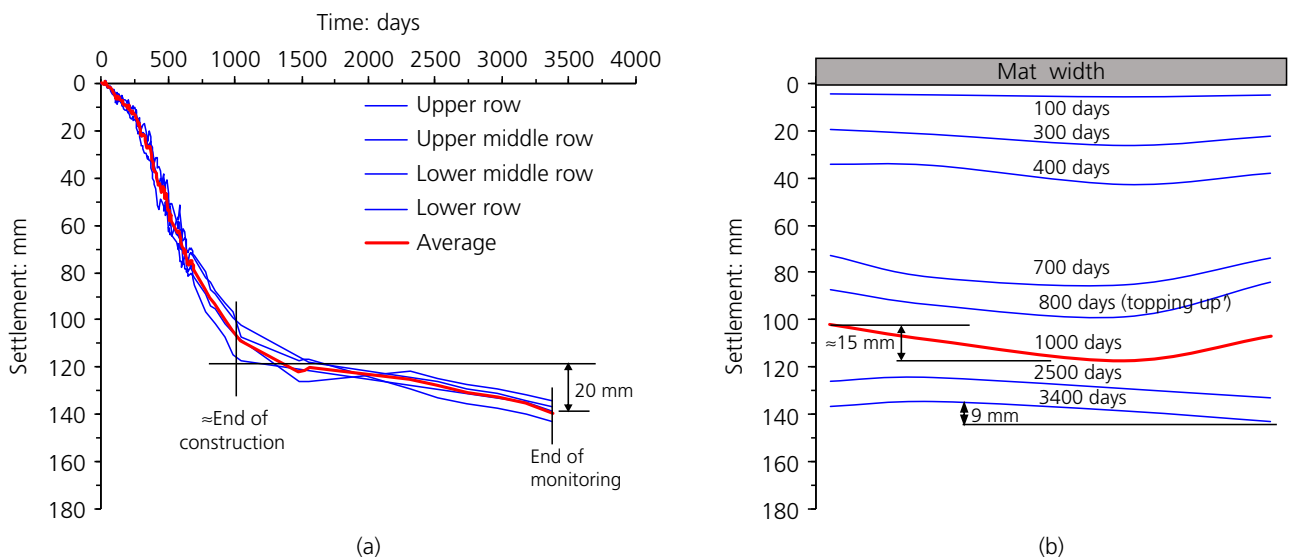 Time: days
0 500 1000 1500 2000 2500 3000 3500 4000
Settlement: mm
0
20
40
60
80
100
120
140
160
180
Upper row
Upper middle row
Lower middle row
Lower row
Average
20 mm
≈End of
construction
End of
monitoring
(a)
Mat width
Settlement: mm
0
20
40
60
80
100
120
140
160
180
100 days
300 days
400 days
700 days
800 days (topping up’)
≈15 mm
1000 days
2500 days
3400 days
9 mm
(b)